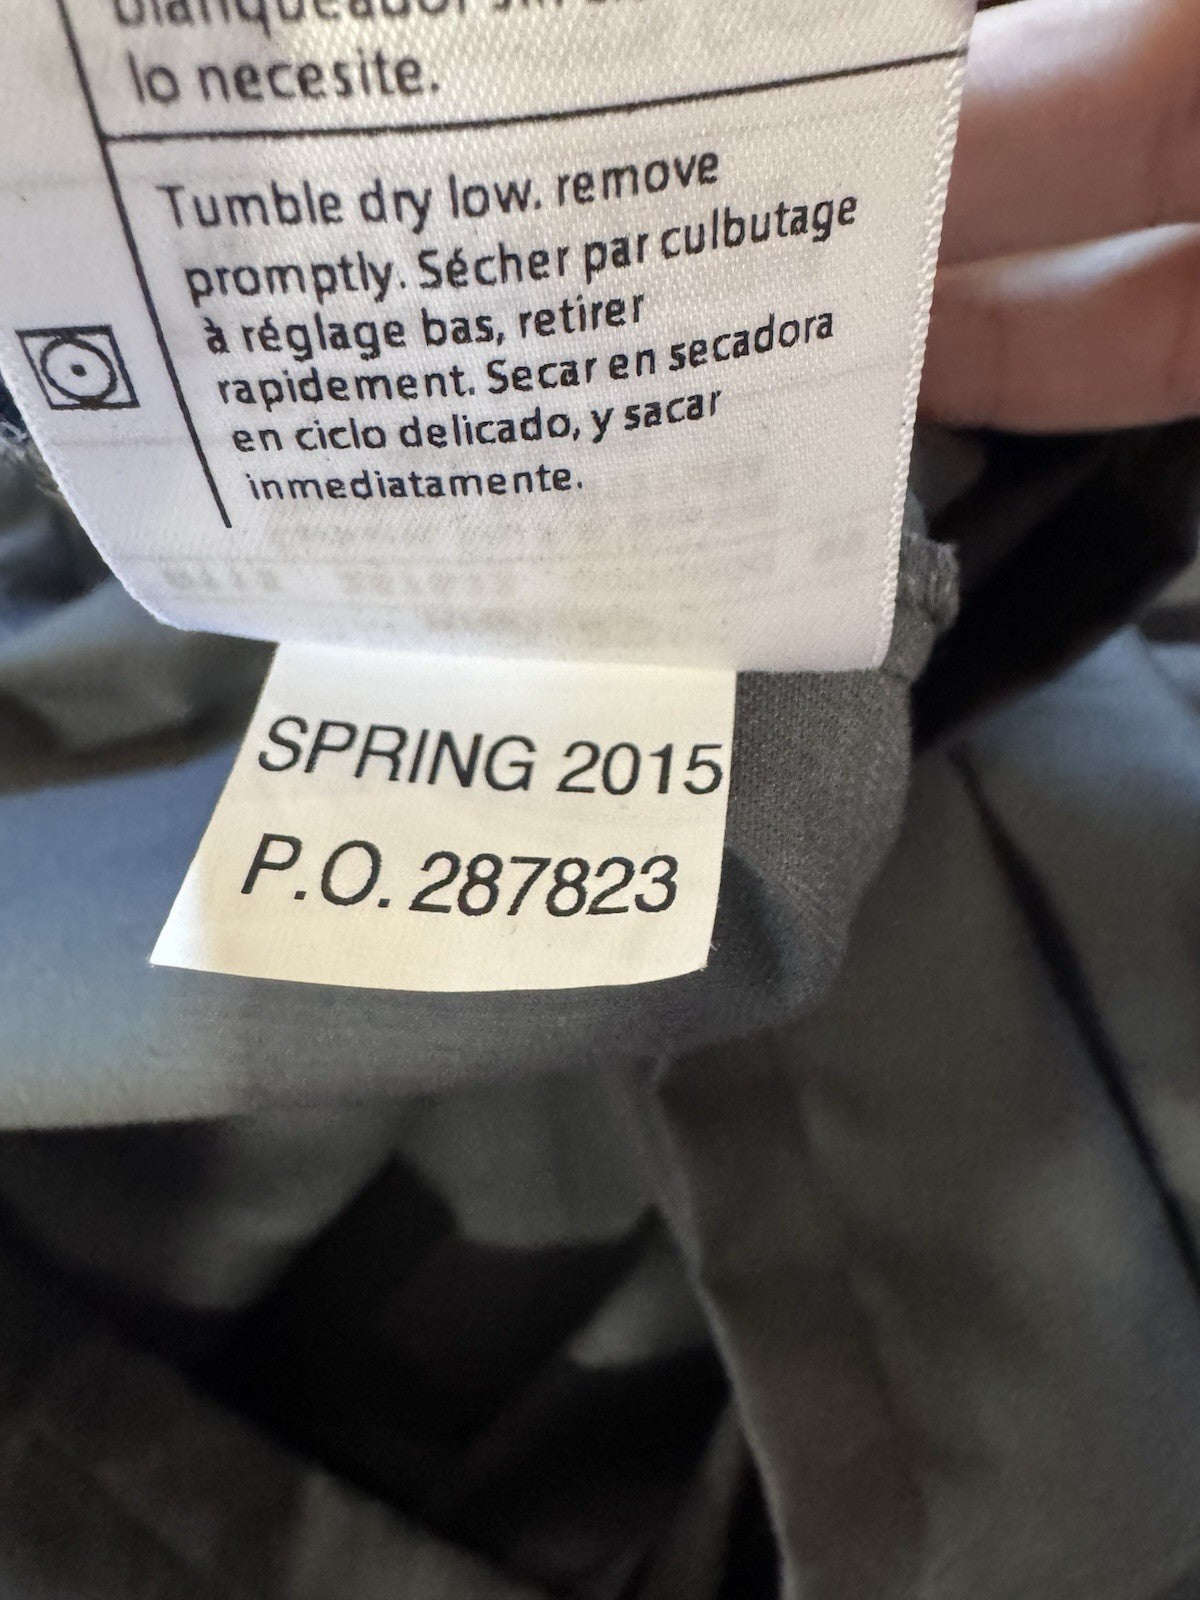 blanqueador
lo necesite.
Tumble dry low. remove
promptly. Sécher par culbutage
à réglage bas, retirer
rapidement. Secar en secadora
en ciclo delicado, y sacar
inmediatamente.
SPRING 2015
P.O. 287823